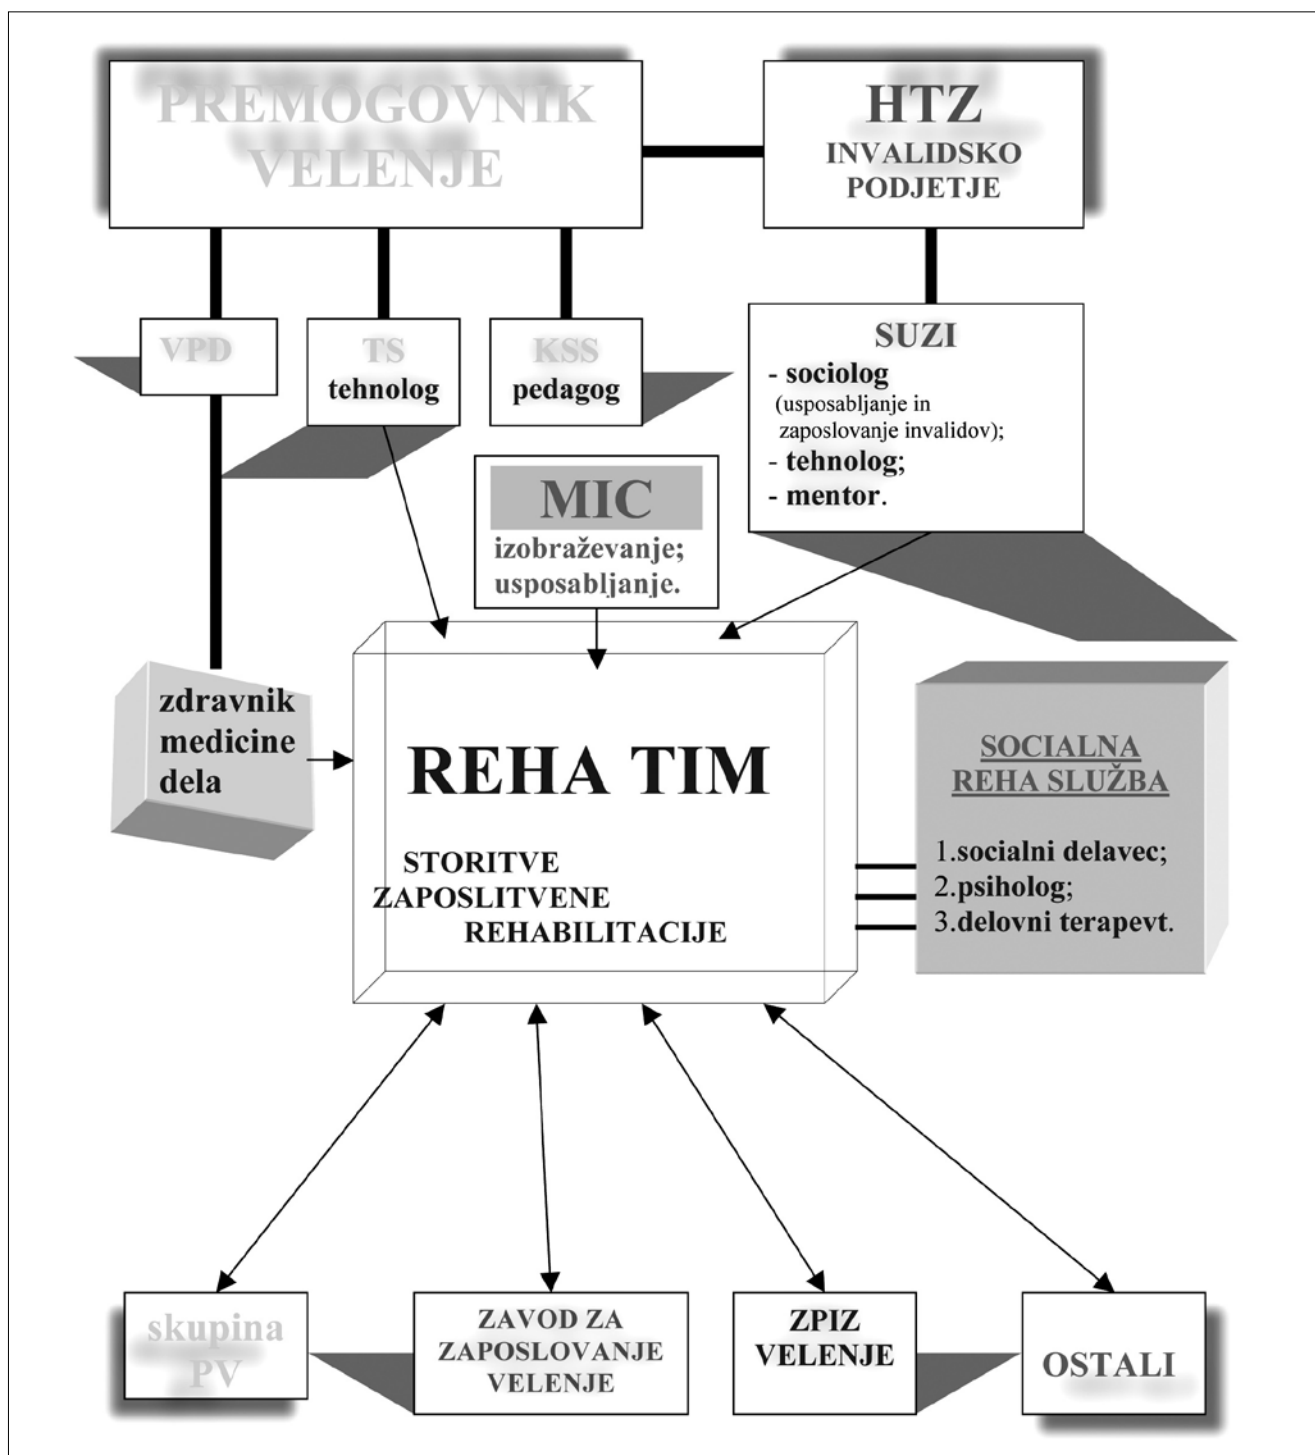 PREMOGOVNIK
VELENJE
HTZ
INVALIDSKO
PODJETJE
VPD
TS
tehnolog
KSS
pedagog
SUZI
- sociolog
(usposabljanje in
zaposlovanje invalidov);
- tehnolog;
- mentor.
MIC
izobraževanje;
usposabljanje.
zdravnik
medicine
dela
REHA TIM
STORITVE
ZAPOSLITVENE
REHABILITACIJE
SOCIALNA
REHA SLUŽBA
1.socialni delavec;
2.psiholog;
3.delovni terapevt.
skupina
PV
ZAVOD ZA
ZAPOSLOVANJE
VELENJE
ZPIZ
VELENJE
OSTALI